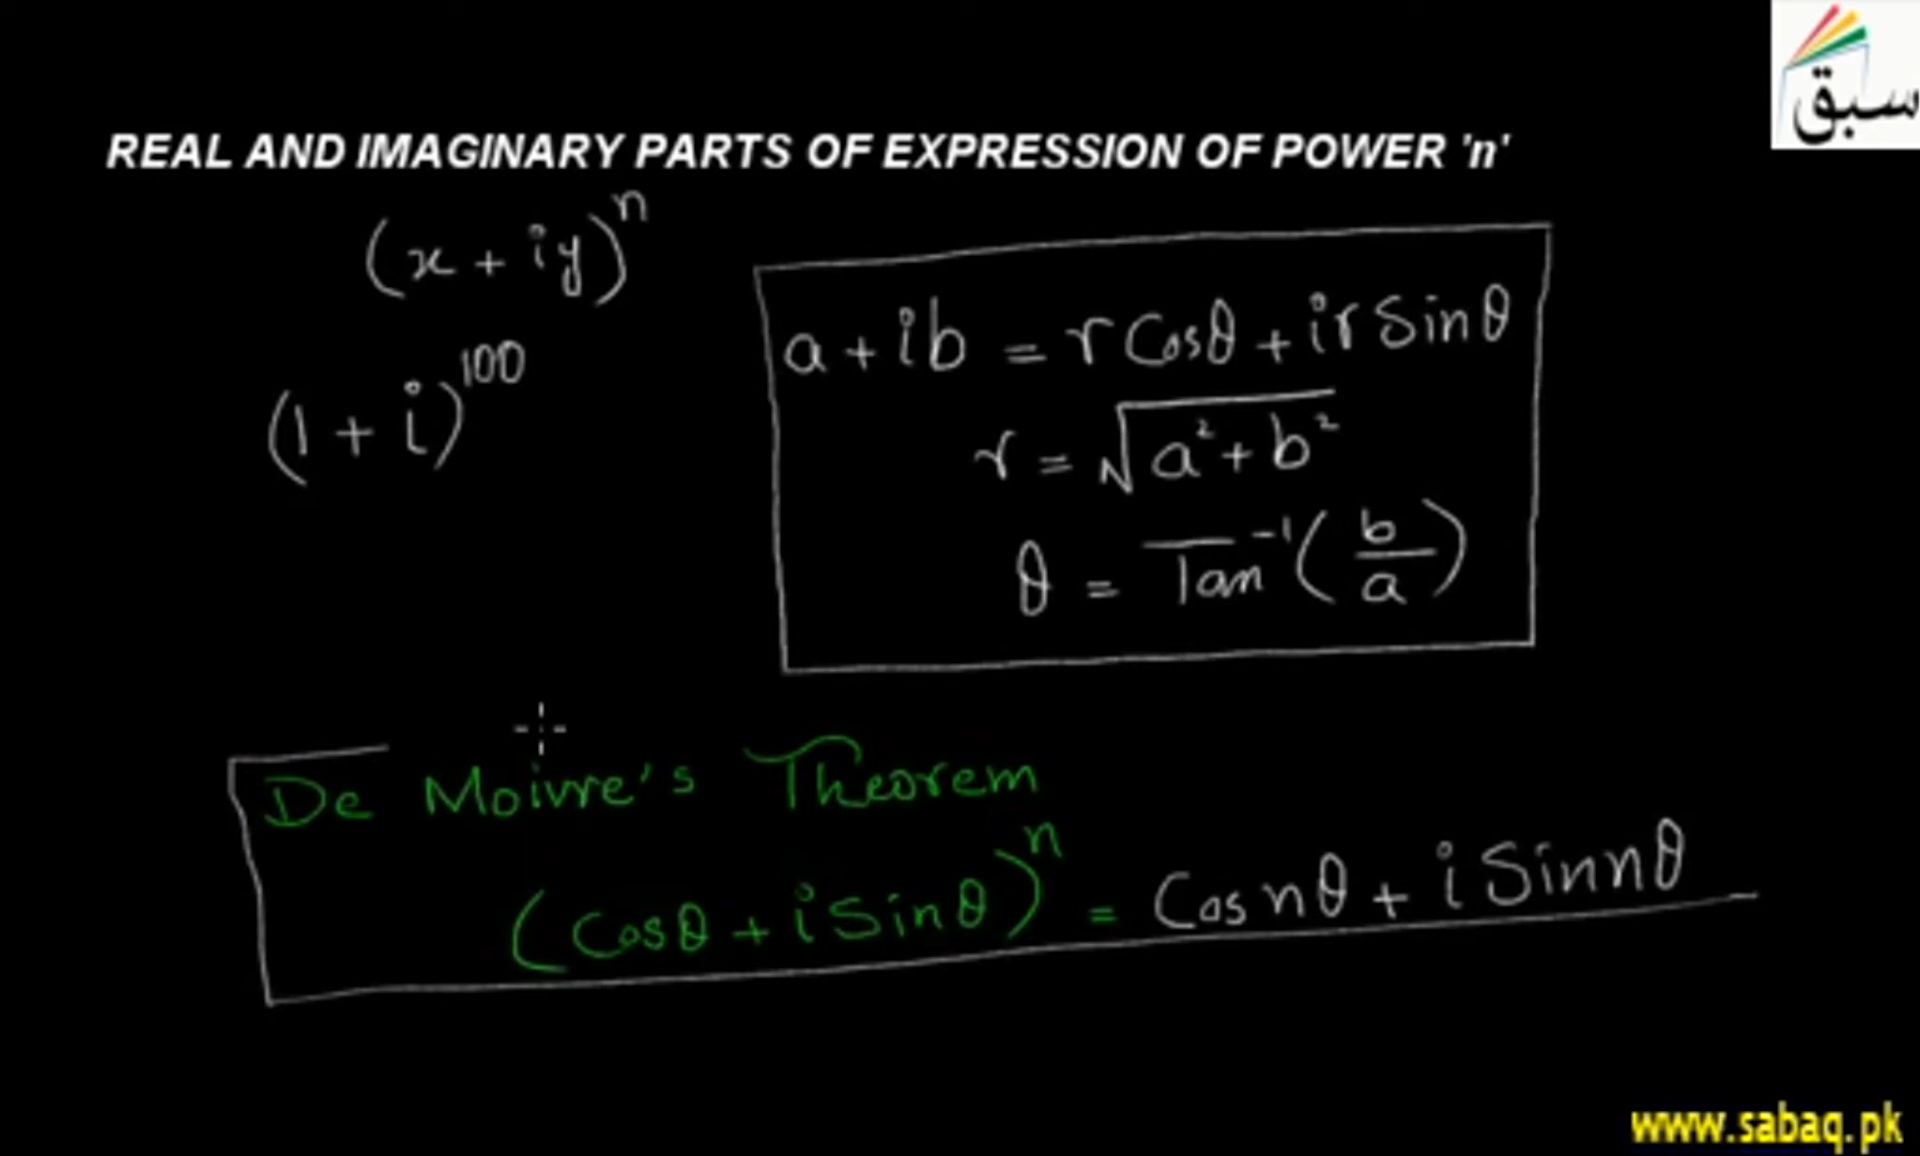 سبق
REAL AND IMAGINARY PARTS OF EXPRESSION OF POWER 'n'
(x + iy)^n
(1 + i)^100
a + ib = r Cosθ + i r Sinθ
r = √(a² + b²)
θ = Tan⁻¹(b/a)
De Moivre's Theorem
(Cosθ + i Sinθ)^n = Cos nθ + i Sin nθ
www.sabaq.pk